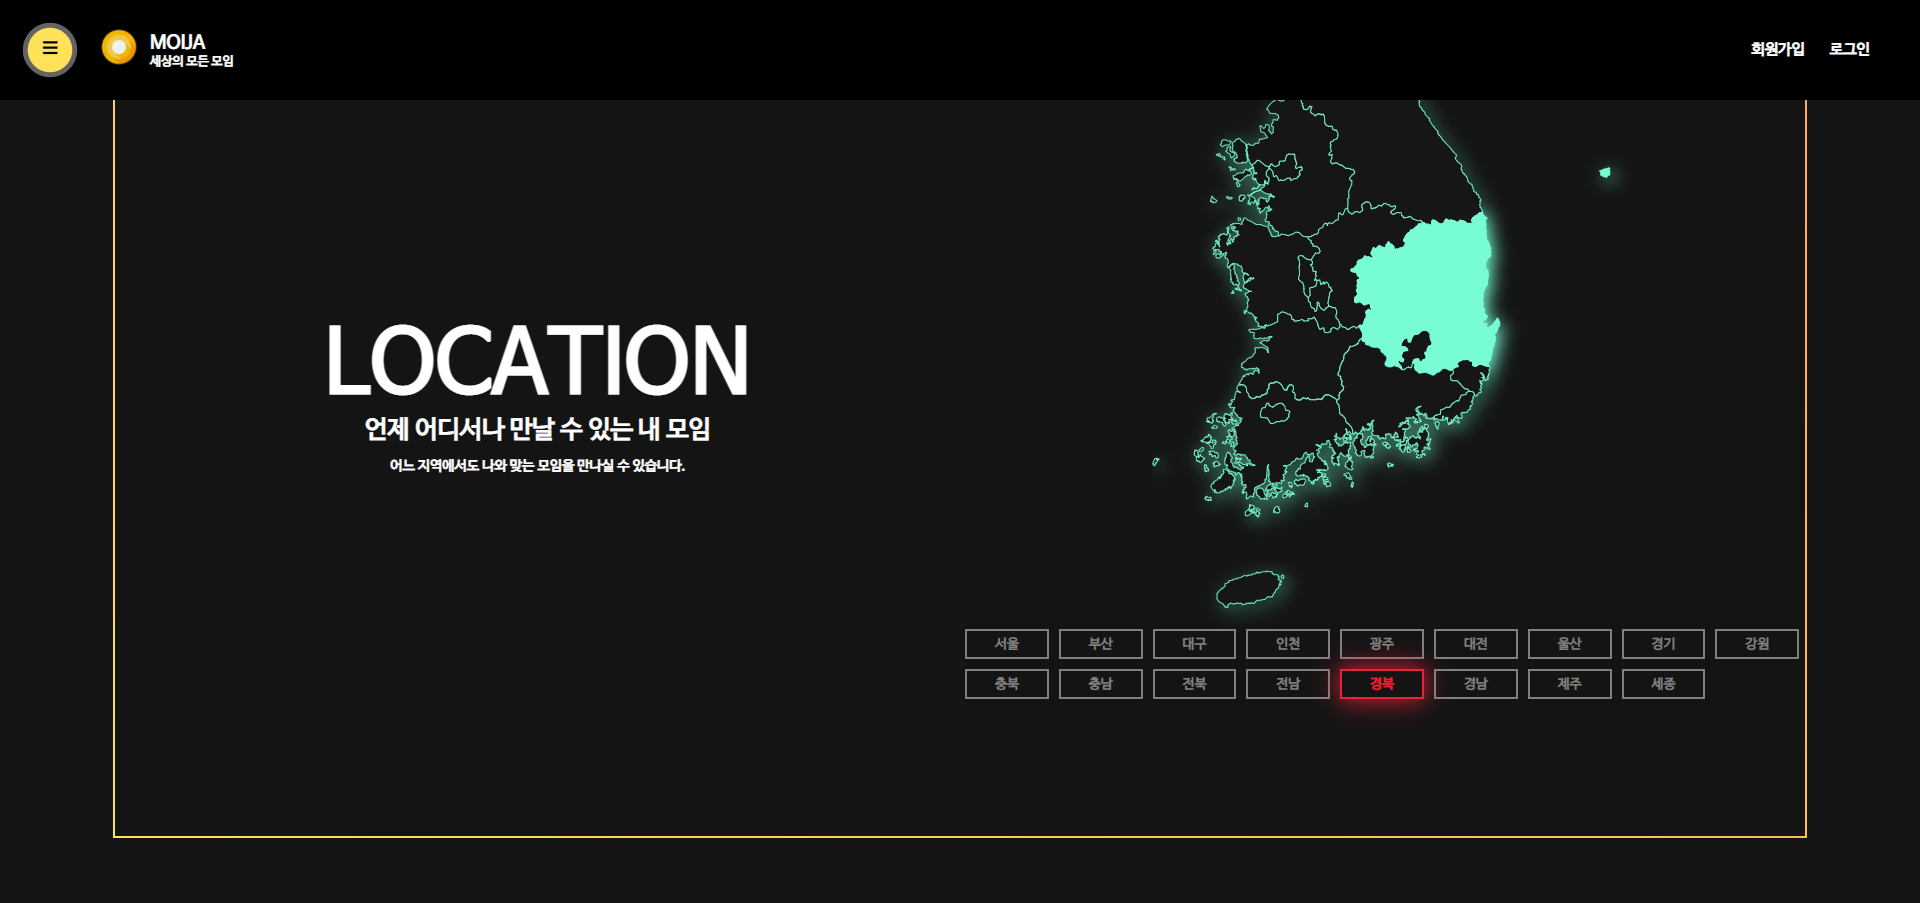 MOIJA
세상의 모든 모임
회원가입
로그인
LOCATION
언제 어디서나 만날 수 있는 내 모임
어느 지역에서도 나와 맞는 모임을 만나실 수 있습니다.
서울
부산
대구
인천
광주
대전
울산
경기
강원
충북
충남
전북
전남
경북
경남
제주
세종